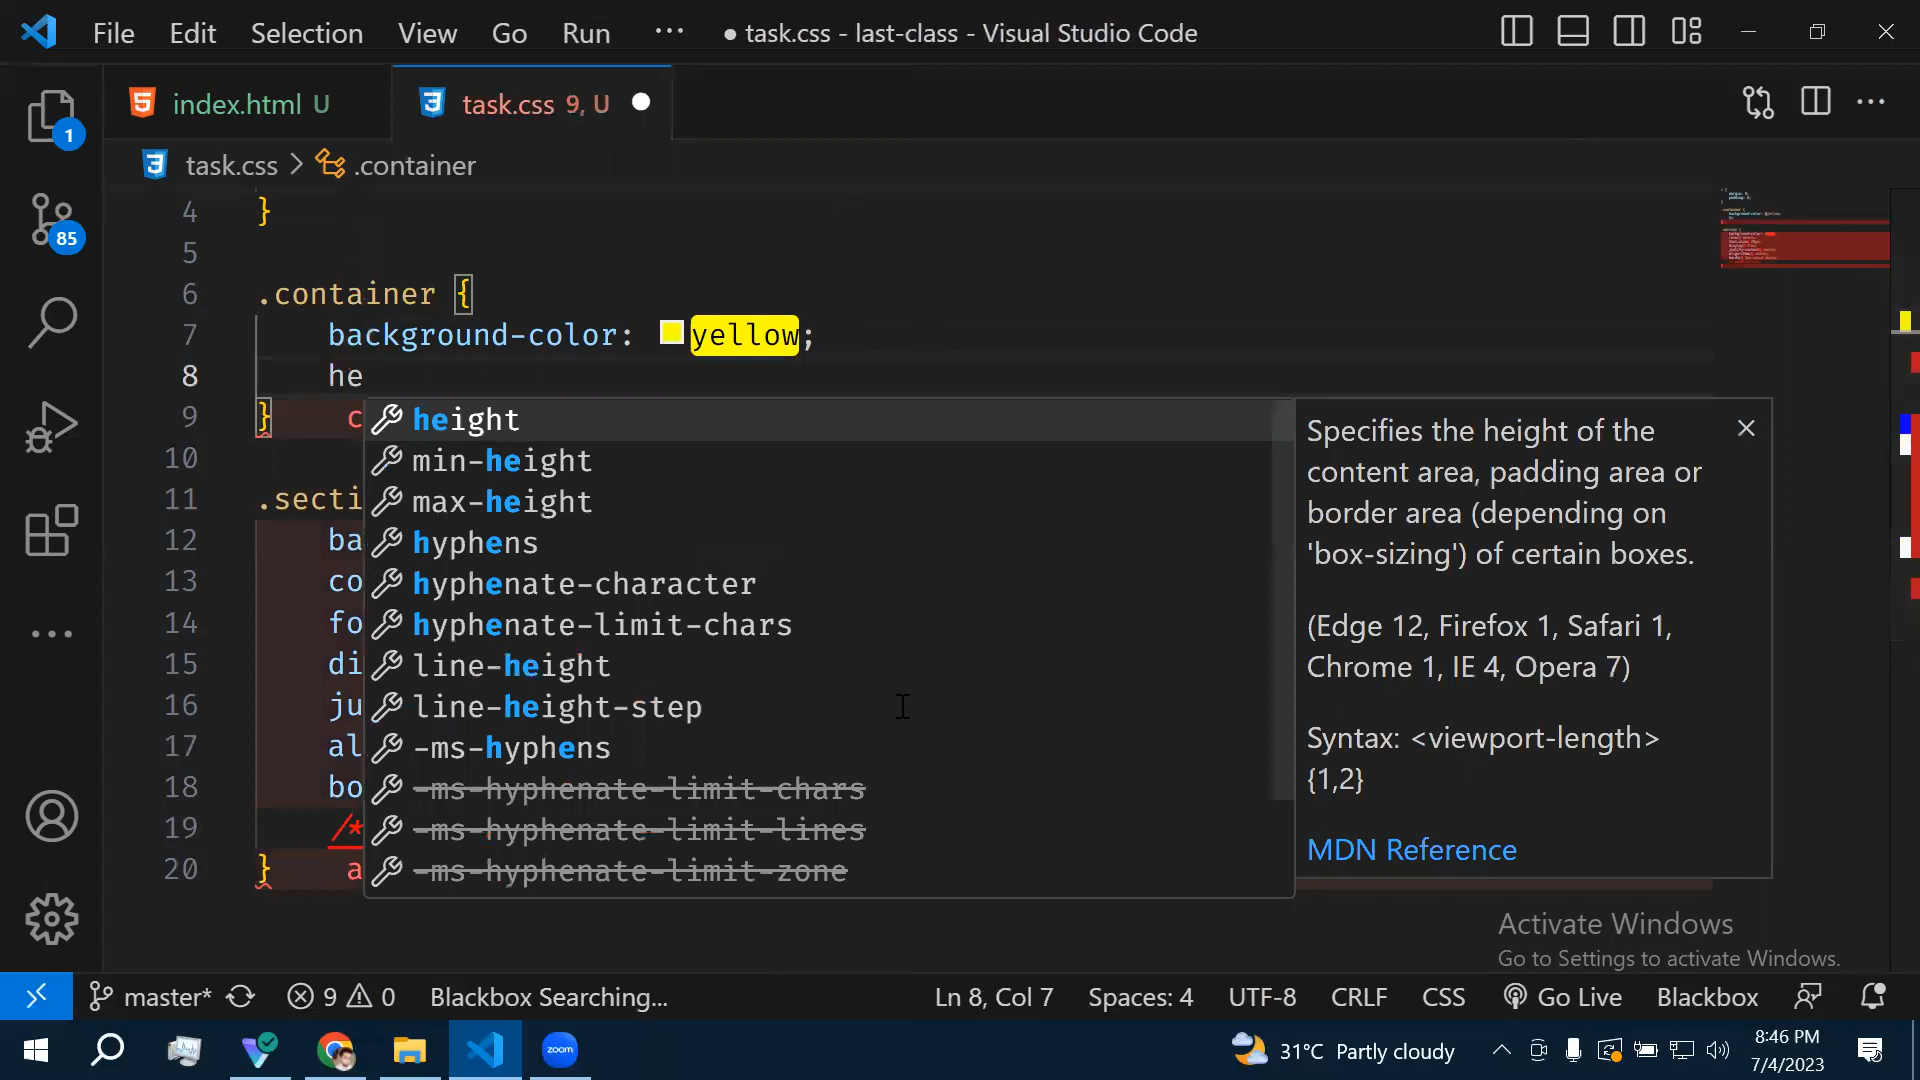 File Edit Selection View Go Run ··· ● task.css - last-class - Visual Studio Code
index.html U task.css 9, U
1
task.css > .container
4 }
5
85
6 .container {
7 background-color: yellow;
8 he
9 } c
height
min-height
max-height
hyphens
hyphenate-character
hyphenate-limit-chars
line-height
line-height-step
-ms-hyphens
-ms-hyphenate-limit-chars
-ms-hyphenate-limit-lines
-ms-hyphenate-limit-zone
Specifies the height of the
content area, padding area or
border area (depending on
'box-sizing') of certain boxes.
(Edge 12, Firefox 1, Safari 1,
Chrome 1, IE 4, Opera 7)
Syntax: <viewport-length>
{1,2}
MDN Reference
10
11 .secti
12 ba
13 co
14 fo
15 di
16 ju
17 al
18 bo
19 /*
20 } a
Activate Windows
Go to Settings to activate Windows.
master* 9 0 Blackbox Searching... Ln 8, Col 7 Spaces: 4 UTF-8 CRLF CSS Go Live Blackbox
zoom 31°C Partly cloudy 8:46 PM
7/4/2023